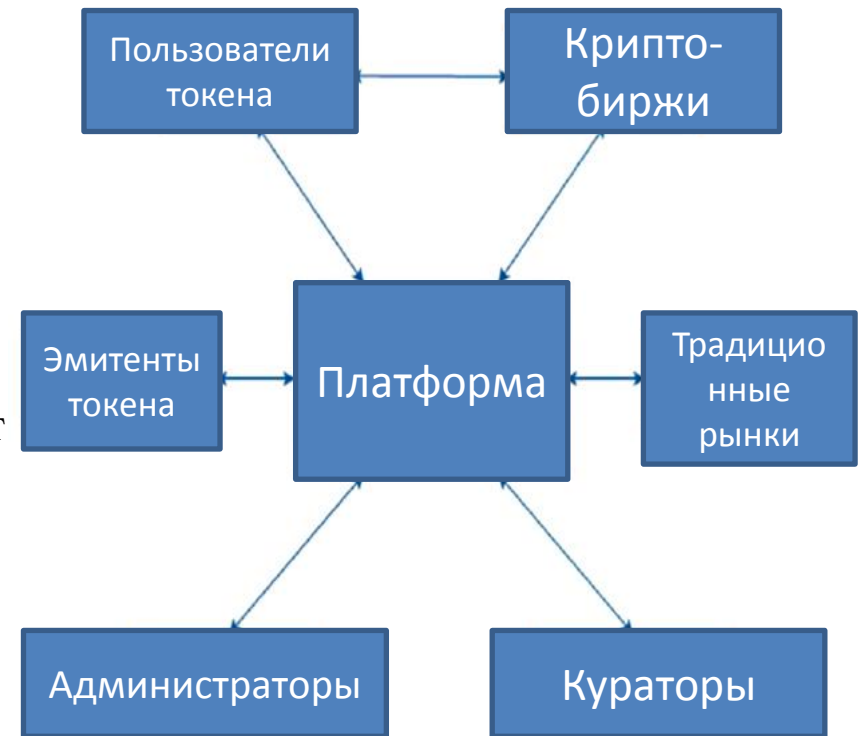 Пользователи
токена
Крипто-
биржи
Эмитенты
токена
Платформа
Традицио
нные
рынки
т
Администраторы
Кураторы